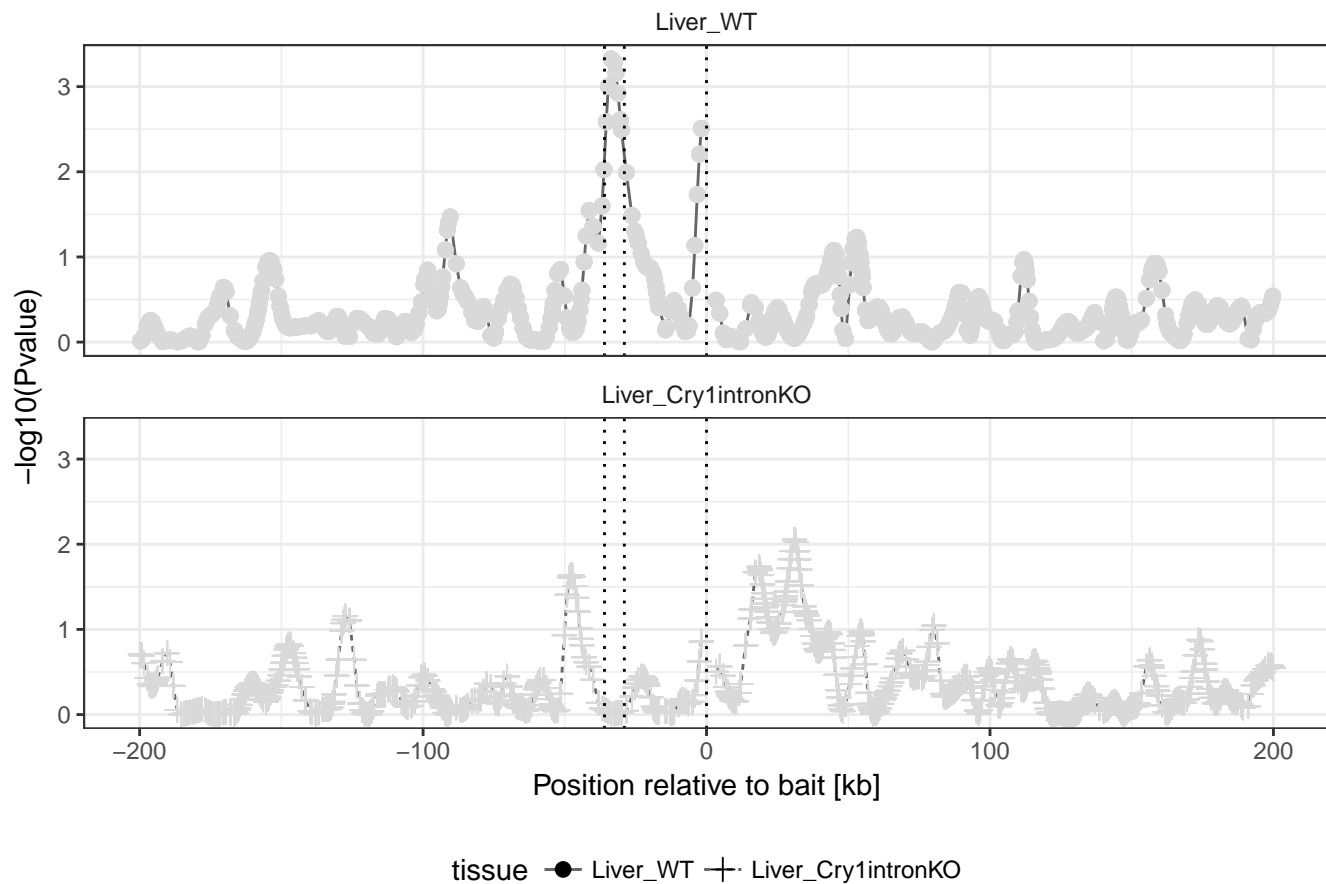 Liver_WT
3
2
1
0
Liver_Cry1intronKO
3
2
1
0
−log10(Pvalue)
−200 −100 0 100 200
Position relative to bait [kb]
tissue Liver_WT Liver_Cry1intronKO